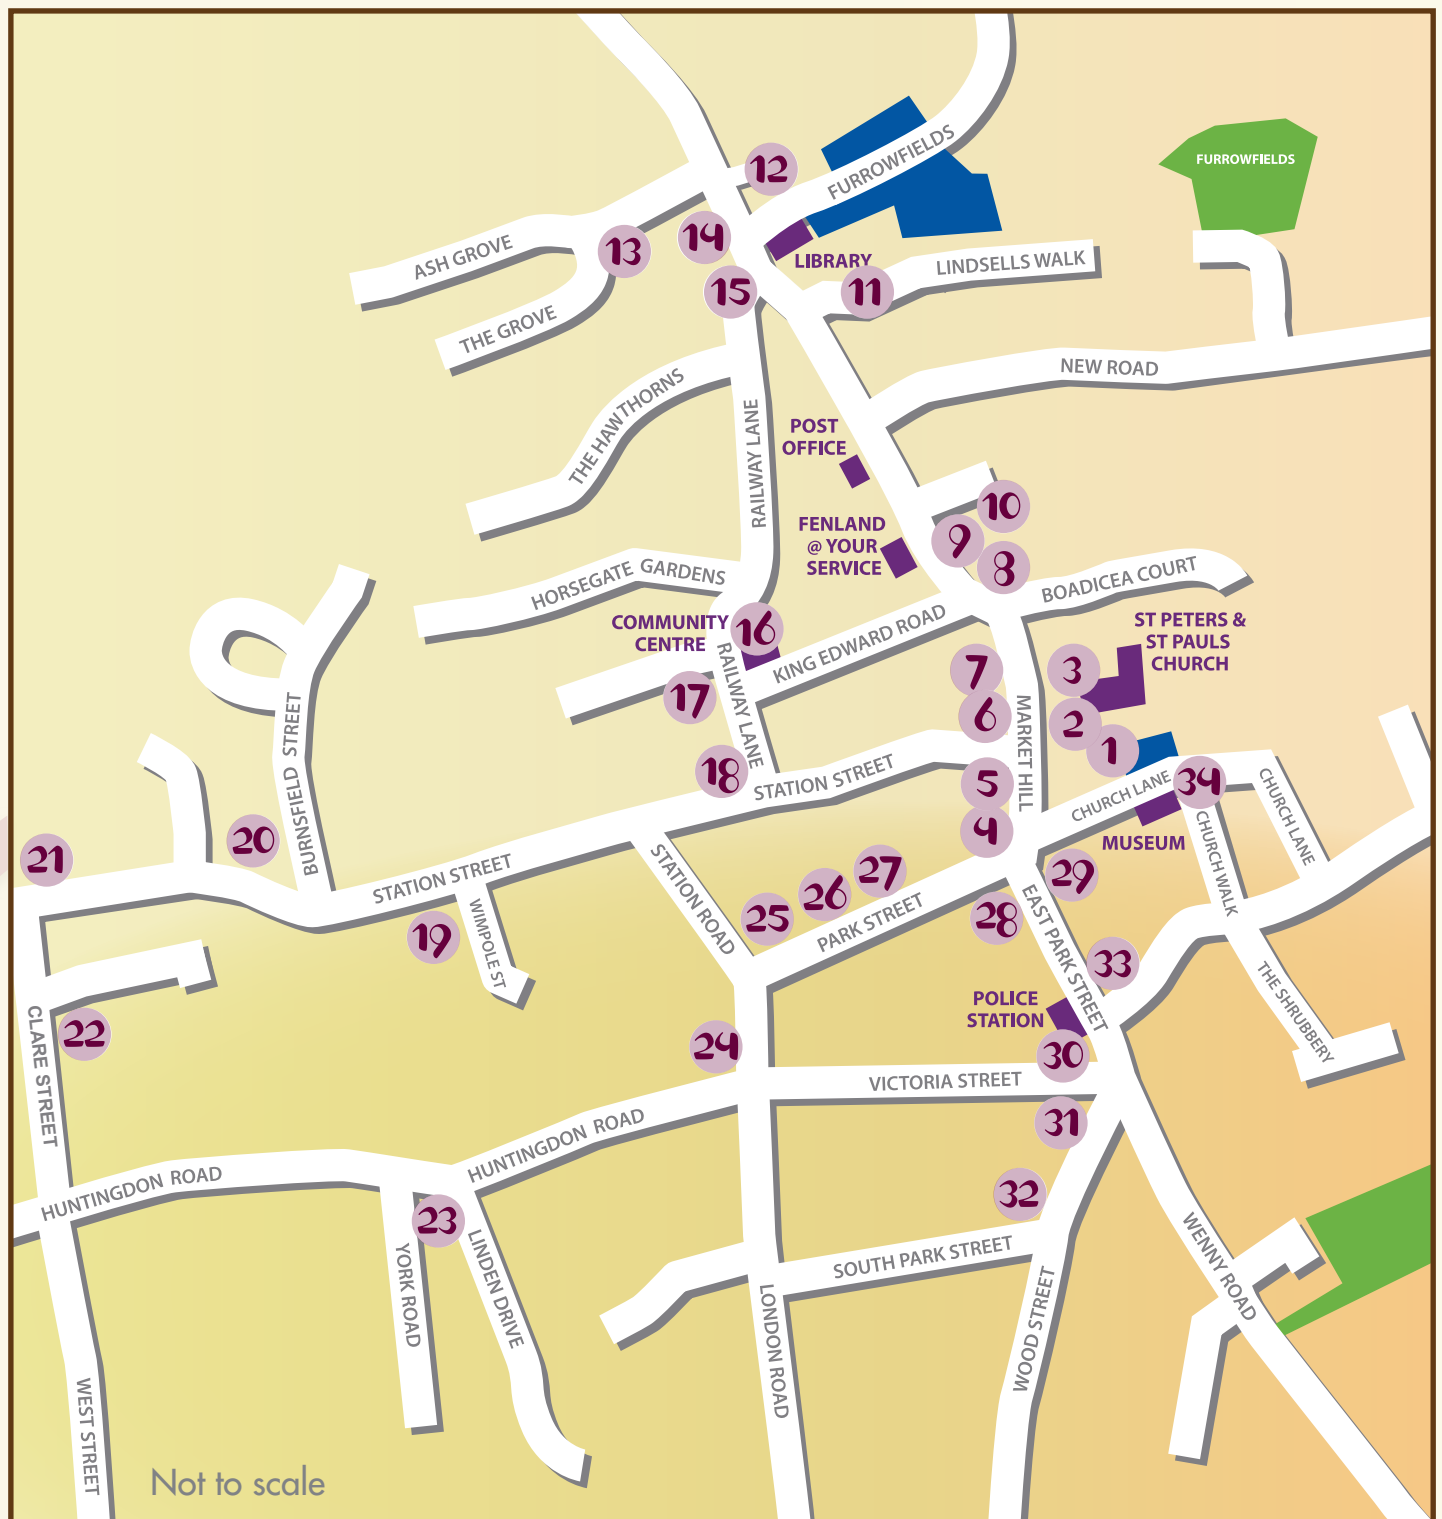 12
FURROWFIELDS
FURROWFIELDS
ASH GROVE
13
14
LIBRARY
LINDSELLS WALK
15
11
THE GROVE
NEW ROAD
THE HAWTHORNS
RAILWAY LANE
POST
OFFICE
10
FENLAND
@ YOUR
SERVICE
9
8
HORSEGATE GARDENS
BOADICEA COURT
COMMUNITY
CENTRE
16
KING EDWARD ROAD
ST PETERS &
ST PAULS
CHURCH
7
3
17
RAILWAY LANE
6
MARKET HILL
2
1
BURNSFIELD STREET
18
STATION STREET
5
CHURCH LANE
34
CHURCH LANE
4
MUSEUM
CHURCH WALK
20
21
STATION STREET
STATION ROAD
27
26
25
29
28
PARK STREET
EAST PARK STREET
19
WIMPOLE ST
33
THE SHRUBBERY
POLICE
STATION
22
CLARE STREET
24
30
VICTORIA STREET
31
HUNTINGDON ROAD
HUNTINGDON ROAD
32
23
YORK ROAD
LINDEN DRIVE
SOUTH PARK STREET
WENNY ROAD
LONDON ROAD
WOOD STREET
WEST STREET
Not to scale